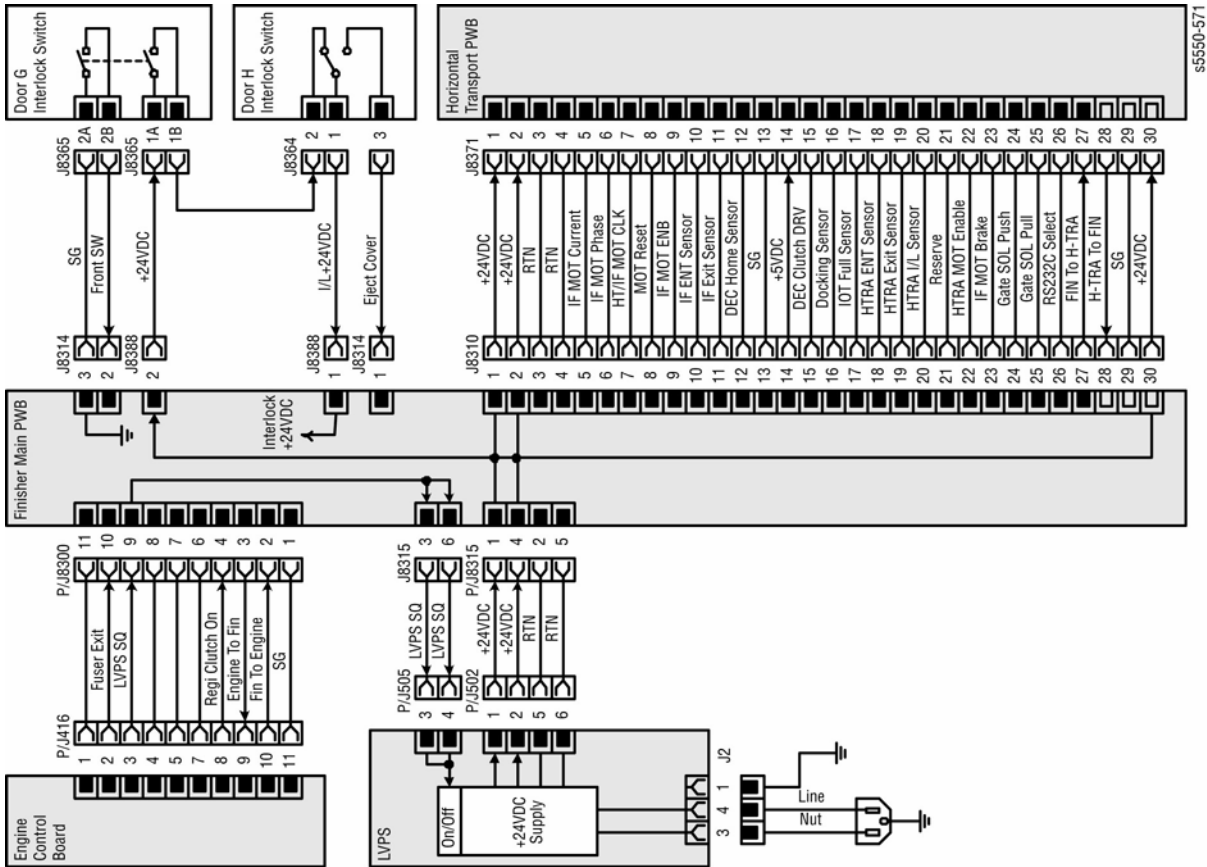 Engine
Control
Board
P/J416
1
2
3
4
5
7
8
9
10
11
Fuser Exit
LVPS SQ
Regi Clutch On
Engine To Fin
Fin To Engine
SG
P/J8300
11
10
9
8
7
6
4
3
2
1
LVPS
On/Off
+24VDC
Supply
P/J505
3
4
LVPS SQ
LVPS SQ
J8315
3
6
P/J502
1
2
5
6
+24VDC
+24VDC
RTN
RTN
P/J8315
1
4
2
5
J2
3
4
1
Line
Nut
Finisher Main PWB
Interlock
+24VDC
J8314
3
2
SG
Front SW
J8365
2A
2B
J8388
2
+24VDC
J8365
1A
1B
Door G
Interlock Switch
J8388
1
I/L+24VDC
J8364
2
1
J8314
1
Eject Cover
3
Door H
Interlock Switch
J8310
1
2
3
4
5
6
7
8
9
10
11
12
13
14
15
16
17
18
19
20
21
22
23
24
25
26
27
28
29
30
+24VDC
+24VDC
RTN
RTN
IF MOT Current
IF MOT Phase
HT/IF MOT CLK
MOT Reset
IF MOT ENB
IF ENT Sensor
IF Exit Sensor
DEC Home Sensor
SG
+5VDC
DEC Clutch DRV
Docking Sensor
IOT Full Sensor
HTRA ENT Sensor
HTRA Exit Sensor
HTRA I/L Sensor
Reserve
HTRA MOT Enable
IF MOT Brake
Gate SOL Push
Gate SOL Pull
RS232C Select
FIN To H-TRA
H-TRA To FIN
SG
+24VDC
J8371
1
2
3
4
5
6
7
8
9
10
11
12
13
14
15
16
17
18
19
20
21
22
23
24
25
26
27
28
29
30
Horizontal
Transport PWB
s5550-571